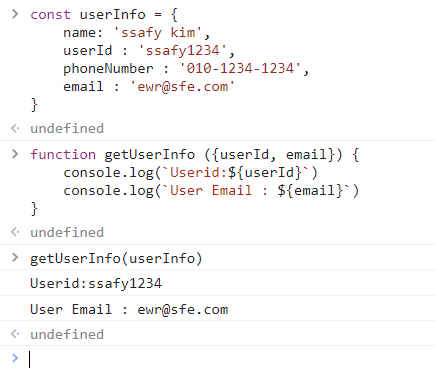 > const userInfo = {
name: 'ssafy kim',
userId : 'ssafy1234',
phoneNumber : '010-1234-1234',
email : 'ewr@sfe.com'
}
undefined
> function getUserInfo ({userId, email}) {
console.log(`Userid:${userId}`)
console.log(`User Email : ${email}`)
}
undefined
> getUserInfo(userInfo)
Userid:ssafy1234
User Email : ewr@sfe.com
undefined
>